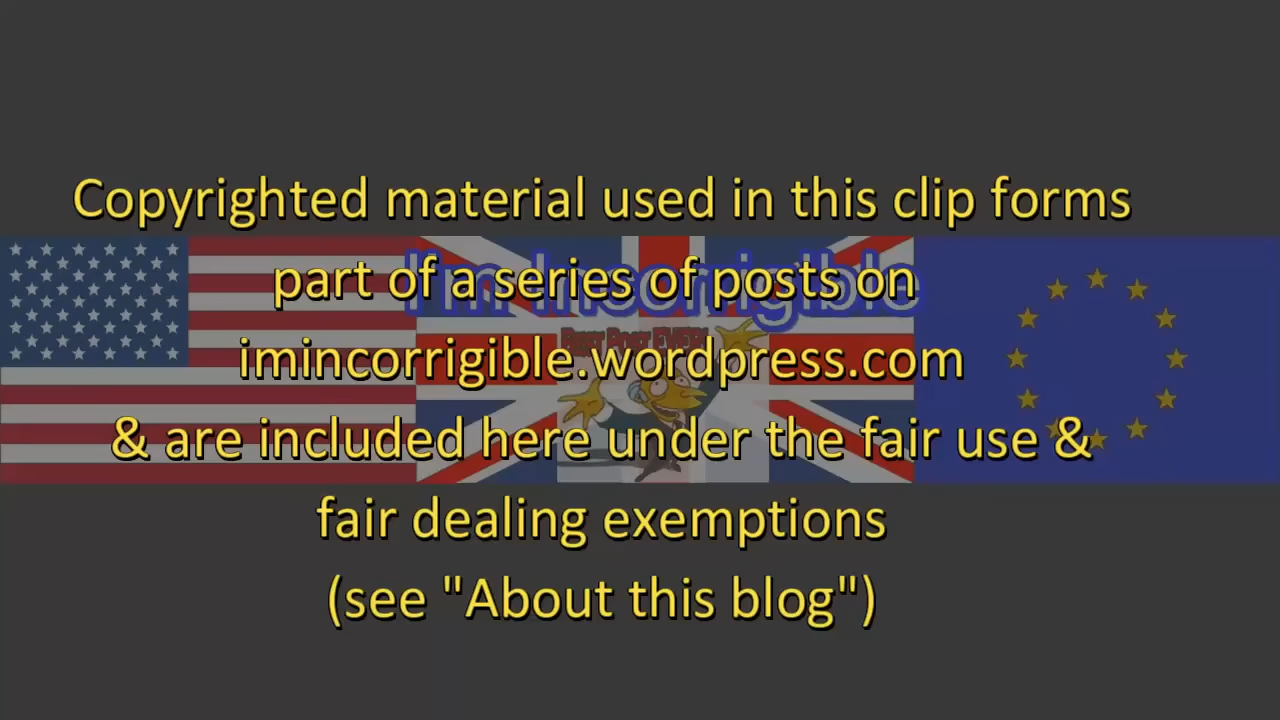 Copyrighted material used in this clip forms
part of a series of posts on
I'm Incorrigible
imincorrigible.wordpress.com
& are included here under the fair use &
fair dealing exemptions
(see "About this blog")